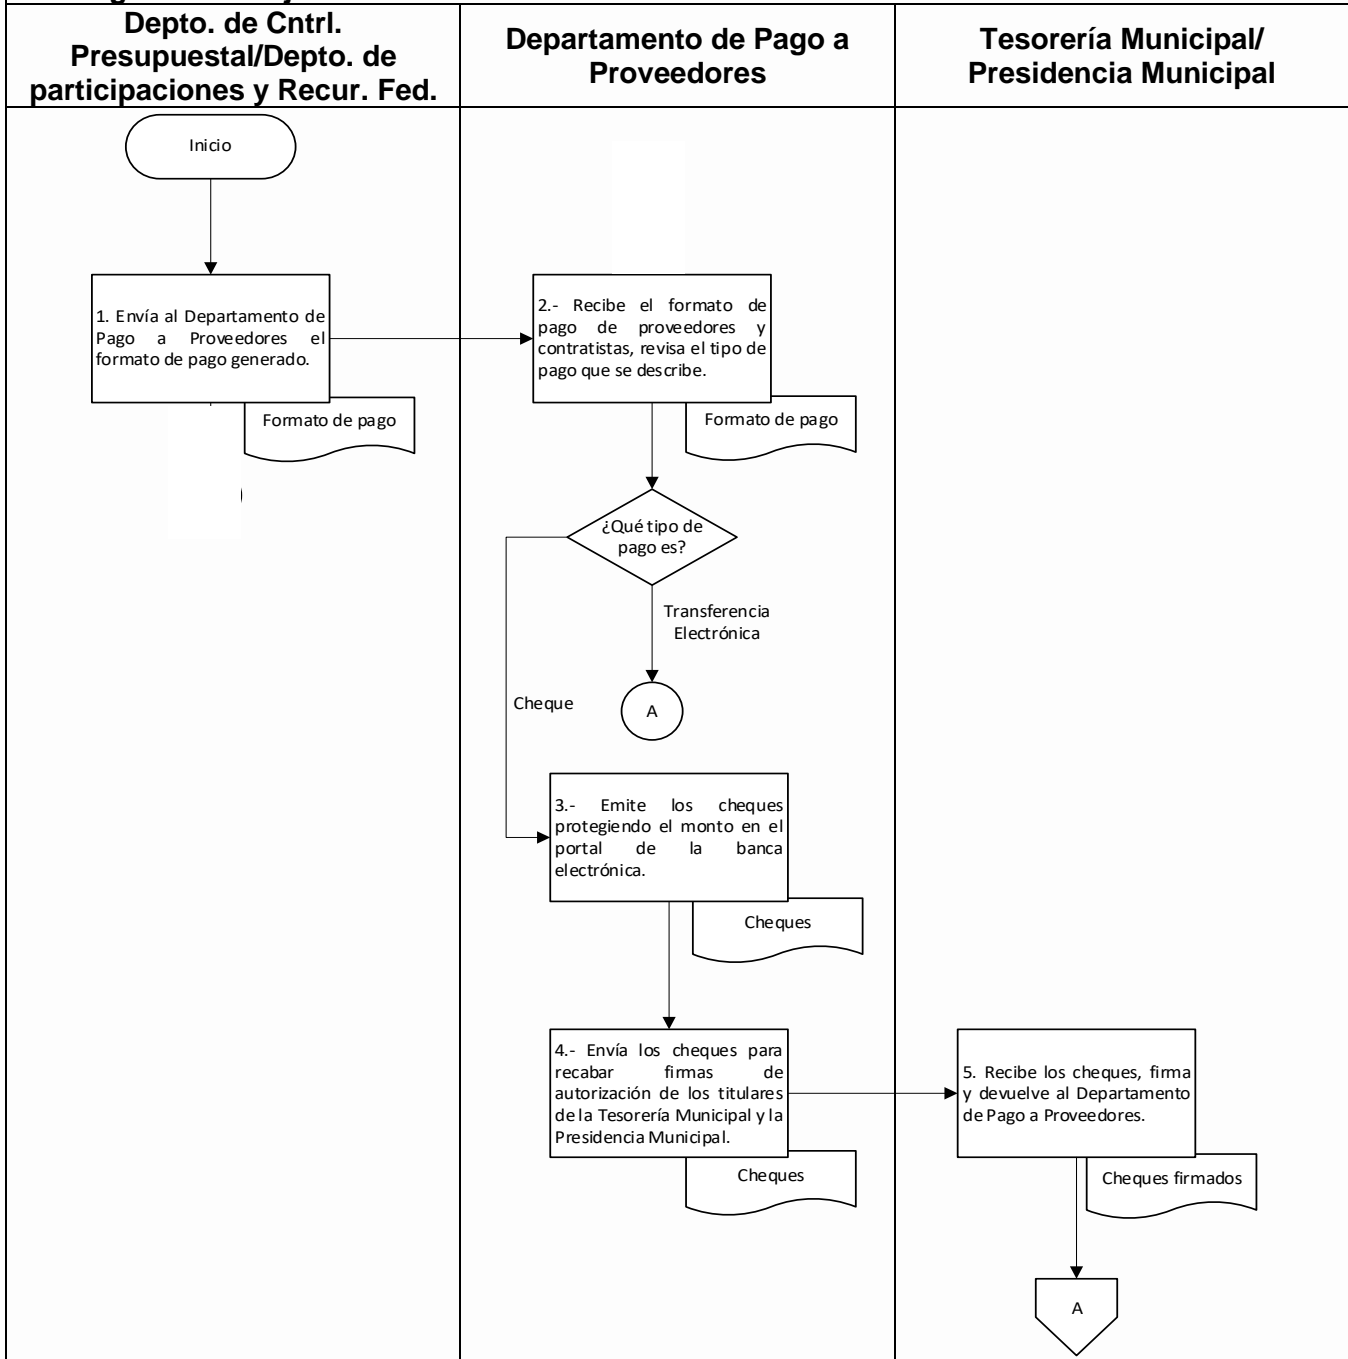 Depto. de Cntrl.
Presupuestal/Depto. de
participaciones y Recur. Fed.
Departamento de Pago a
Proveedores
Tesorería Municipal/
Presidencia Municipal
Inicio
1. Envía al Departamento de
Pago a Proveedores el
formato de pago generado.
Formato de pago
2.- Recibe el formato de
pago de proveedores y
contratistas, revisa el tipo de
pago que se describe.
Formato de pago
¿Qué tipo de
pago es?
Transferencia
Electrónica
Cheque
A
3.- Emite los cheques
protegiendo el monto en el
portal de la banca
electrónica.
Cheques
4.- Envía los cheques para
recabar firmas de
autorización de los titulares
de la Tesorería Municipal y la
Presidencia Municipal.
Cheques
5. Recibe los cheques, firma
y devuelve al Departamento
de Pago a Proveedores.
Cheques firmados
A